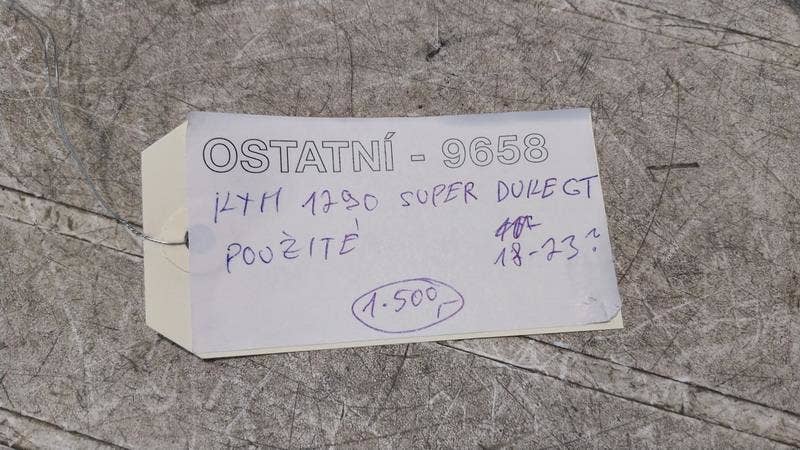 OSTATNÍ - 9658
KTM 1290 SUPER DUKE GT
POUŽITÉ 18-23?
1.500,-